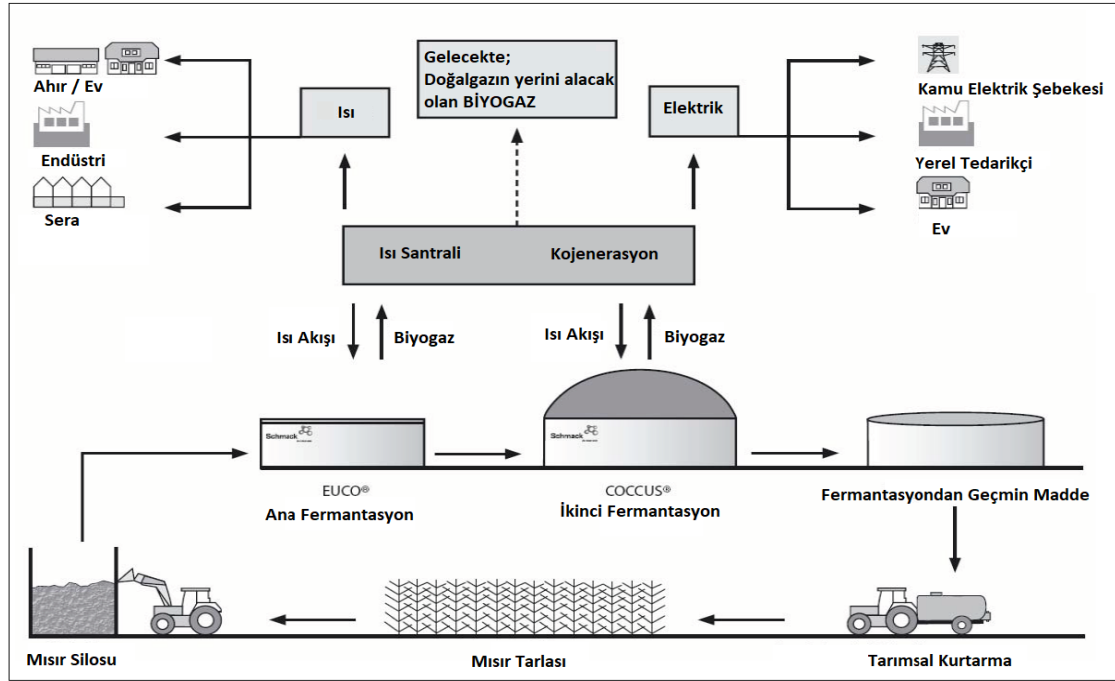 Ahır / Ev
Endüstri
Sera
Isı
Gelecekte;
Doğalgazın yerini alacak
olan BİYOGAZ
Elektrik
Kamu Elektrik Şebekesi
Yerel Tedarikçi
Ev
Isı Santrali
Kojenerasyon
Isı Akışı
Biyogaz
Isı Akışı
Biyogaz
Schmack
Schmack
EUCO®
Ana Fermantasyon
COCCUS®
İkinci Fermantasyon
Fermantasyondan Geçmin Madde
Mısır Silosu
Mısır Tarlası
Tarımsal Kurtarma